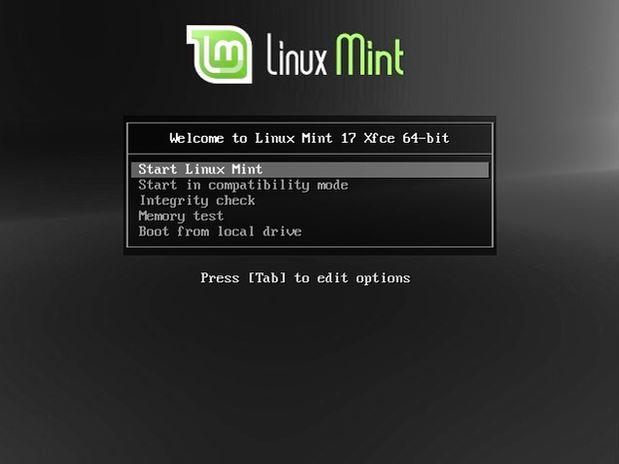 lm Linux Mint
Welcome to Linux Mint 17 Xfce 64-bit
Start Linux Mint
Start in compatibility mode
Integrity check
Memory test
Boot from local drive
Press [Tab] to edit options